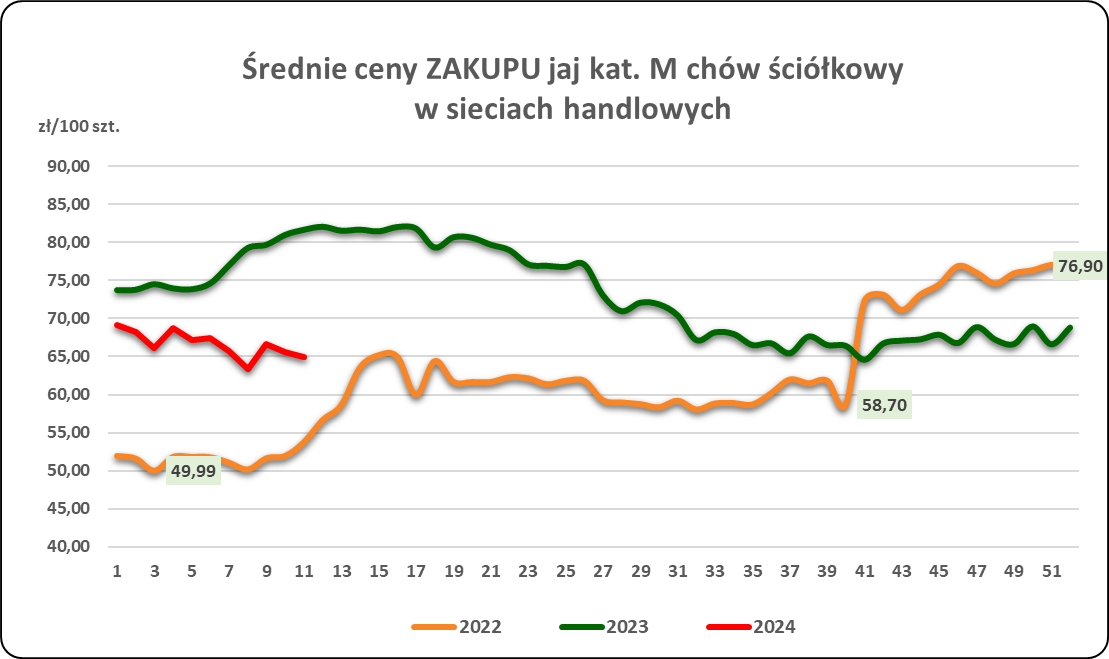 Średnie ceny ZAKUPU jaj kat. M chów ściółkowy
w sieciach handlowych
zł/100 szt.
90,00
85,00
80,00
75,00
70,00
65,00
60,00
55,00
50,00
45,00
40,00
76,90
58,70
49,99
1 3 5 7 9 11 13 15 17 19 21 23 25 27 29 31 33 35 37 39 41 43 45 47 49 51
2022 2023 2024